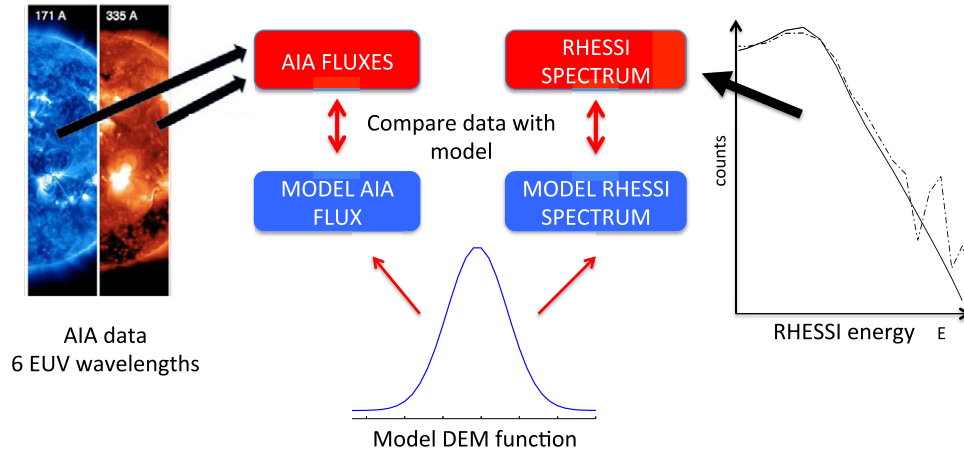 171 A
335 A
AIA FLUXES
RHESSI
SPECTRUM
Compare data with
model
counts
MODEL AIA
FLUX
MODEL RHESSI
SPECTRUM
RHESSI energy
E
AIA data
6 EUV wavelengths
Model DEM function